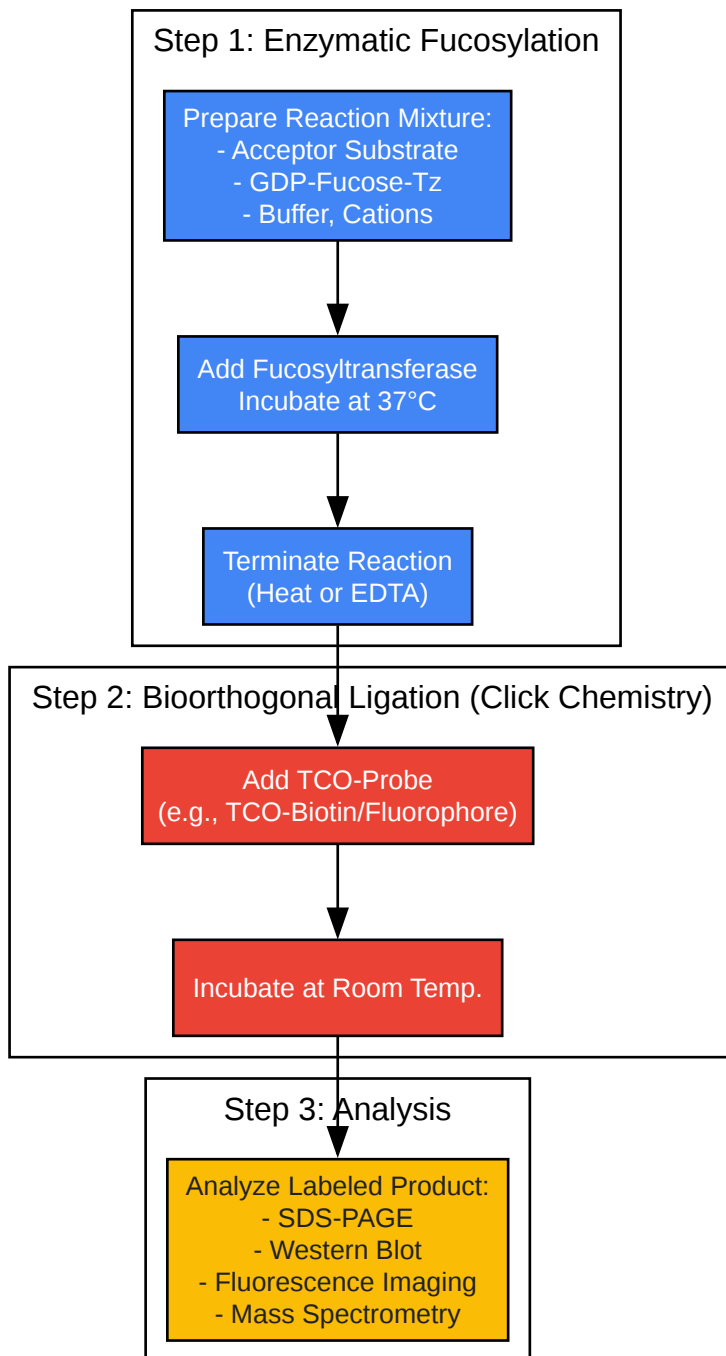 Step 1: Enzymatic Fucosylation
Prepare Reaction Mixture:
- Acceptor Substrate
- GDP-Fucose-Tz
- Buffer, Cations
Add Fucosyltransferase
Incubate at 37°C
Terminate Reaction
(Heat or EDTA)
Step 2: Bioorthogonal Ligation (Click Chemistry)
Add TCO-Probe
(e.g., TCO-Biotin/Fluorophore)
Incubate at Room Temp.
Step 3: Analysis
Analyze Labeled Product:
- SDS-PAGE
- Western Blot
- Fluorescence Imaging
- Mass Spectrometry